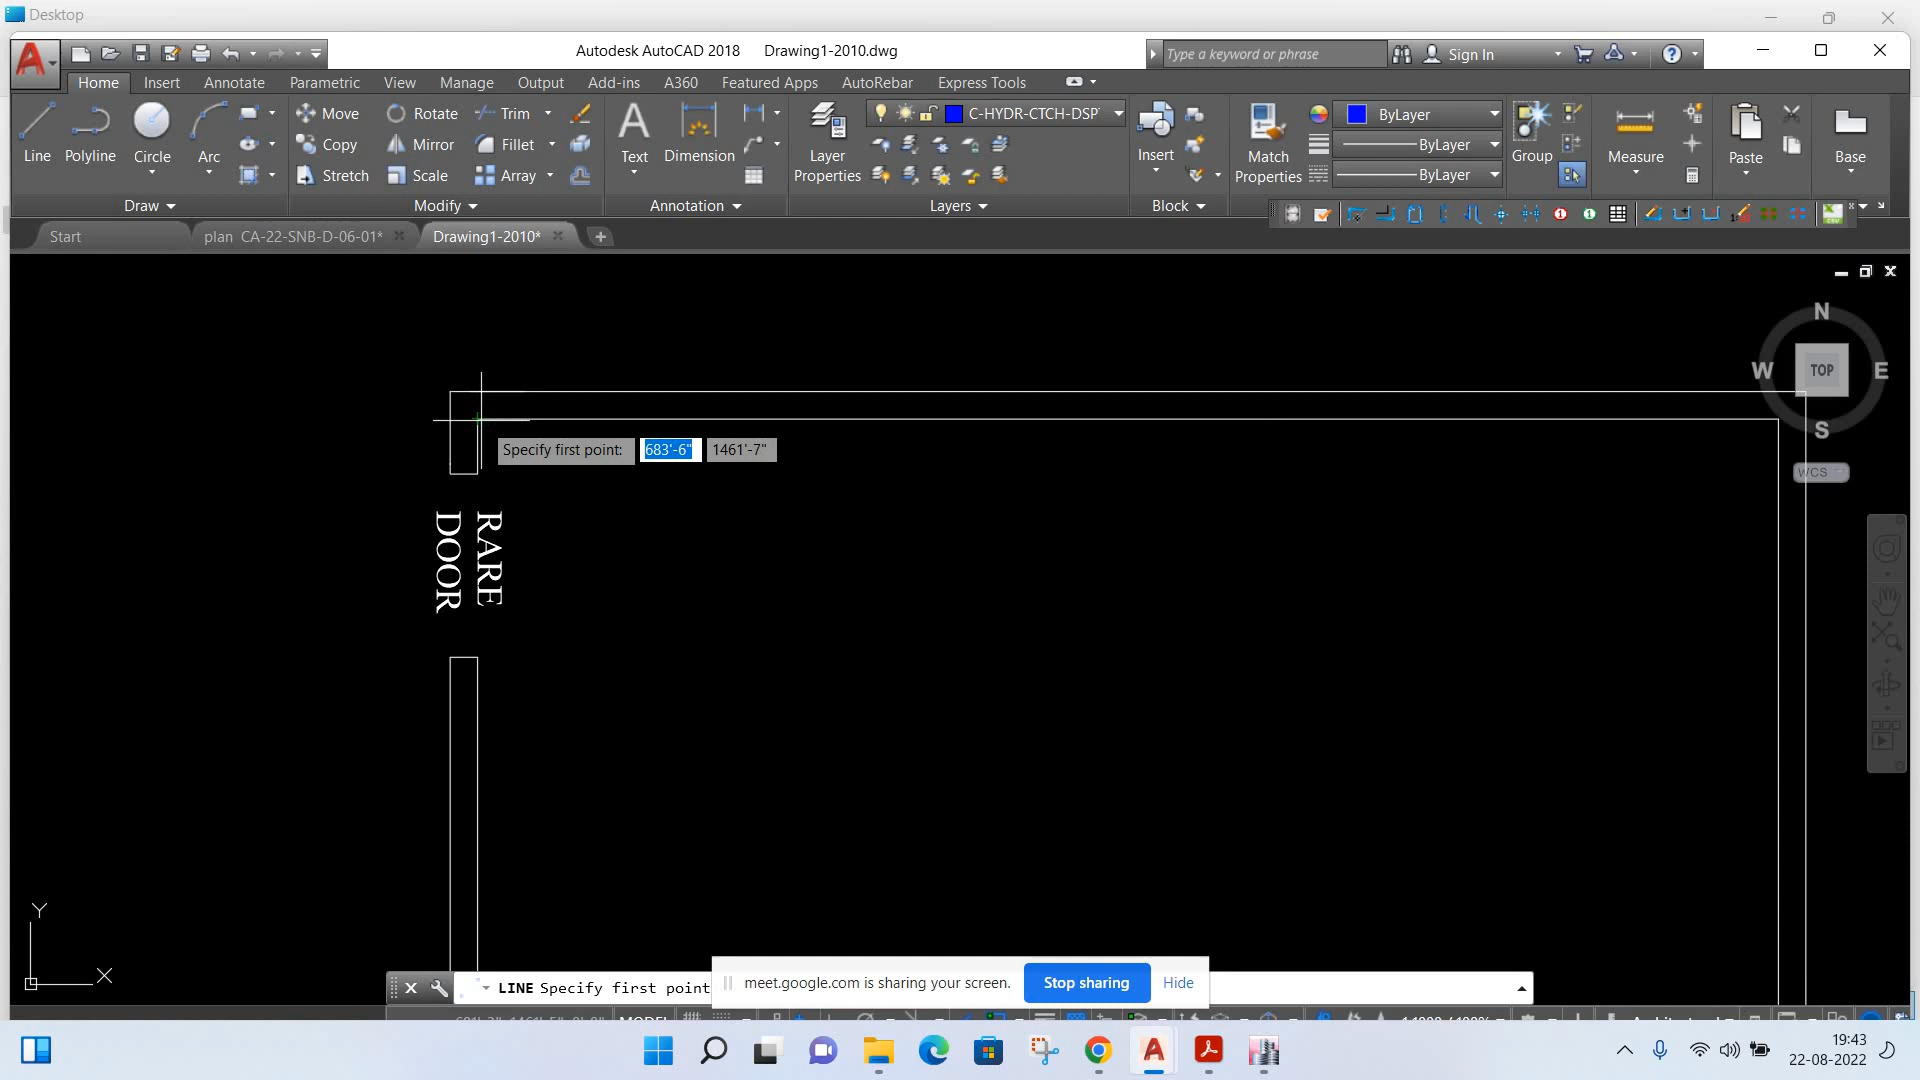 Desktop
Autodesk AutoCAD 2018 Drawing1-2010.dwg
Type a keyword or phrase
Sign In
Home Insert Annotate Parametric View Manage Output Add-ins A360 Featured Apps AutoRebar Express Tools
Line Polyline Circle Arc
Move Rotate Trim
Copy Mirror Fillet
Stretch Scale Array
Text Dimension
Layer Properties
C-HYDR-CTCH-DSP
Insert
Match Properties
ByLayer
ByLayer
ByLayer
Group Measure Paste Base
Draw Modify Annotation Layers Block
Start plan CA-22-SNB-D-06-01* Drawing1-2010*
N
W TOP E
S
WCS
Specify first point: 683'-6" 1461'-7"
RARE
DOOR
Y
X
LINE Specify first point
meet.google.com is sharing your screen. Stop sharing Hide
19:43
22-08-2022